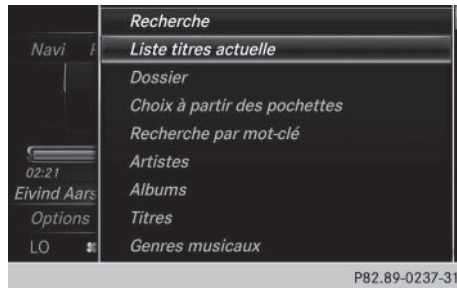 Recherche
Navi
Liste titres actuelle
Dossier
Choix à partir des pochettes
Recherche par mot-clé
Artistes
02:21
Eivind Aars
Albums
Options
Titres
LO
Genres musicaux
P82.89-0237-31